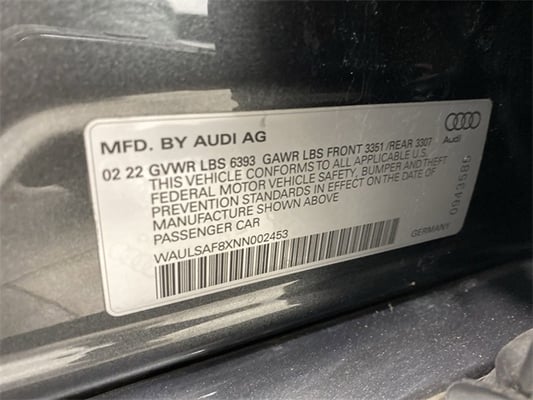 MFD. BY AUDI AG
Audi
02 22 GVWR LBS 6393 GAWR LBS FRONT 3351 /REAR 3307
THIS VEHICLE CONFORMS TO ALL APPLICABLE U.S.
FEDERAL MOTOR VEHICLE SAFETY, BUMPER, AND THEFT
PREVENTION STANDARDS IN EFFECT ON THE DATE OF
MANUFACTURE SHOWN ABOVE
PASSENGER CAR
WAULSAF8XNN002453
GERMANY
0943585